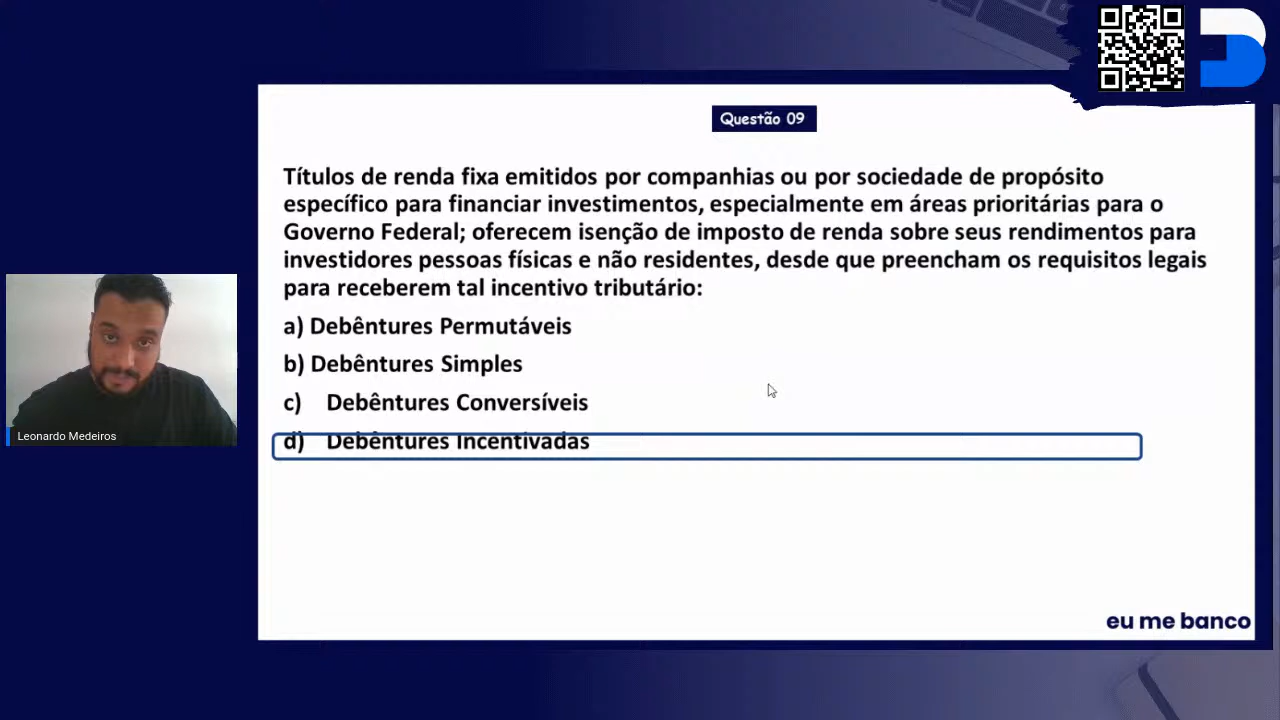 Questão 09
Títulos de renda fixa emitidos por companhias ou por sociedade de propósito
específico para financiar investimentos, especialmente em áreas prioritárias para o
Governo Federal; oferecem isenção de imposto de renda sobre seus rendimentos para
investidores pessoas físicas e não residentes, desde que preencham os requisitos legais
para receberem tal incentivo tributário:
a) Debêntures Permutáveis
b) Debêntures Simples
c) Debêntures Conversíveis
d) Debêntures Incentivadas
Leonardo Medeiros
eu me banco